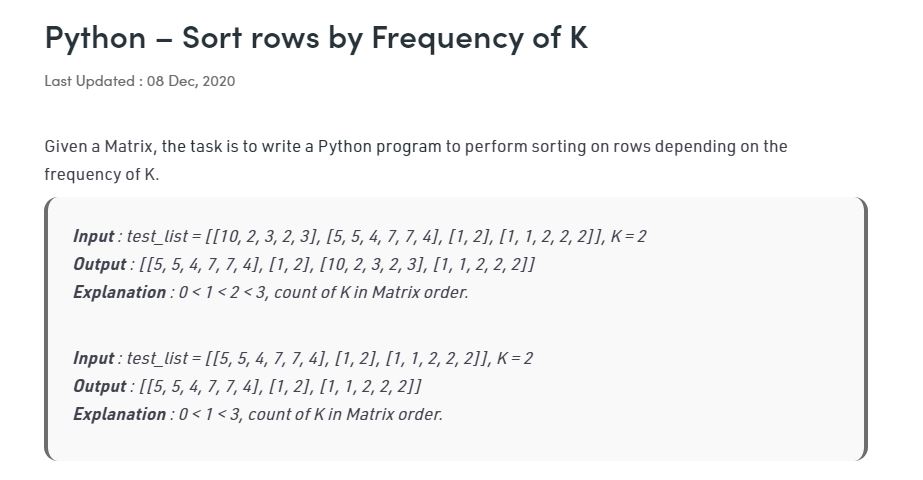 Python – Sort rows by Frequency of K
Last Updated : 08 Dec, 2020
Given a Matrix, the task is to write a Python program to perform sorting on rows depending on the
frequency of K.
Input : test_list = [[10, 2, 3, 2, 3], [5, 5, 4, 7, 7, 4], [1, 2], [1, 1, 2, 2, 2]], K = 2
Output : [[5, 5, 4, 7, 7, 4], [1, 2], [10, 2, 3, 2, 3], [1, 1, 2, 2, 2]]
Explanation : 0 < 1 < 2 < 3, count of K in Matrix order.
Input : test_list = [[5, 5, 4, 7, 7, 4], [1, 2], [1, 1, 2, 2, 2]], K = 2
Output : [[5, 5, 4, 7, 7, 4], [1, 2], [1, 1, 2, 2, 2]]
Explanation : 0 < 1 < 3, count of K in Matrix order.